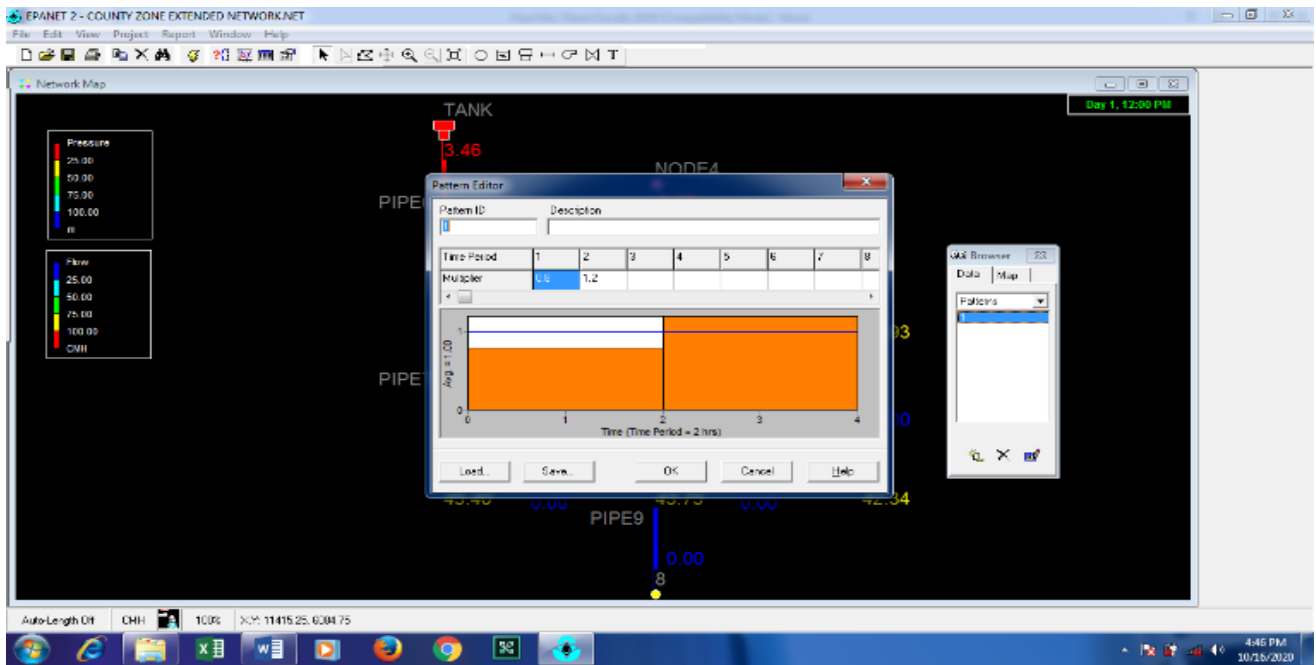 EPANET 2 - COUNTY ZONE EXTENDED NETWORK.NET
File Edit View Project Report Window Help
Network Map
Day 1, 12:00 PM
Pressure
25.00
50.00
75.00
100.00
m
Flow
25.00
50.00
75.00
100.00
CMH
TANK
3.46
NODE4
PIPE
PIPE
Pattern Editor
Pattern ID
Description
1
Time Period 1 2 3 4 5 6 7 8
Multiplier 0.8 1.2
Avg. = 1.00
1
0
0 1 2 3 4
Time (Time Period = 2 hrs)
Load... Save... OK Cancel Help
Browser
Data Map
Patterns
1
93
00
0.00
0.00
PIPE9
0.00
8
Auto-Length Off CMH 100% X,Y: 11415.25, 6084.75
4:46 PM
10/16/2020